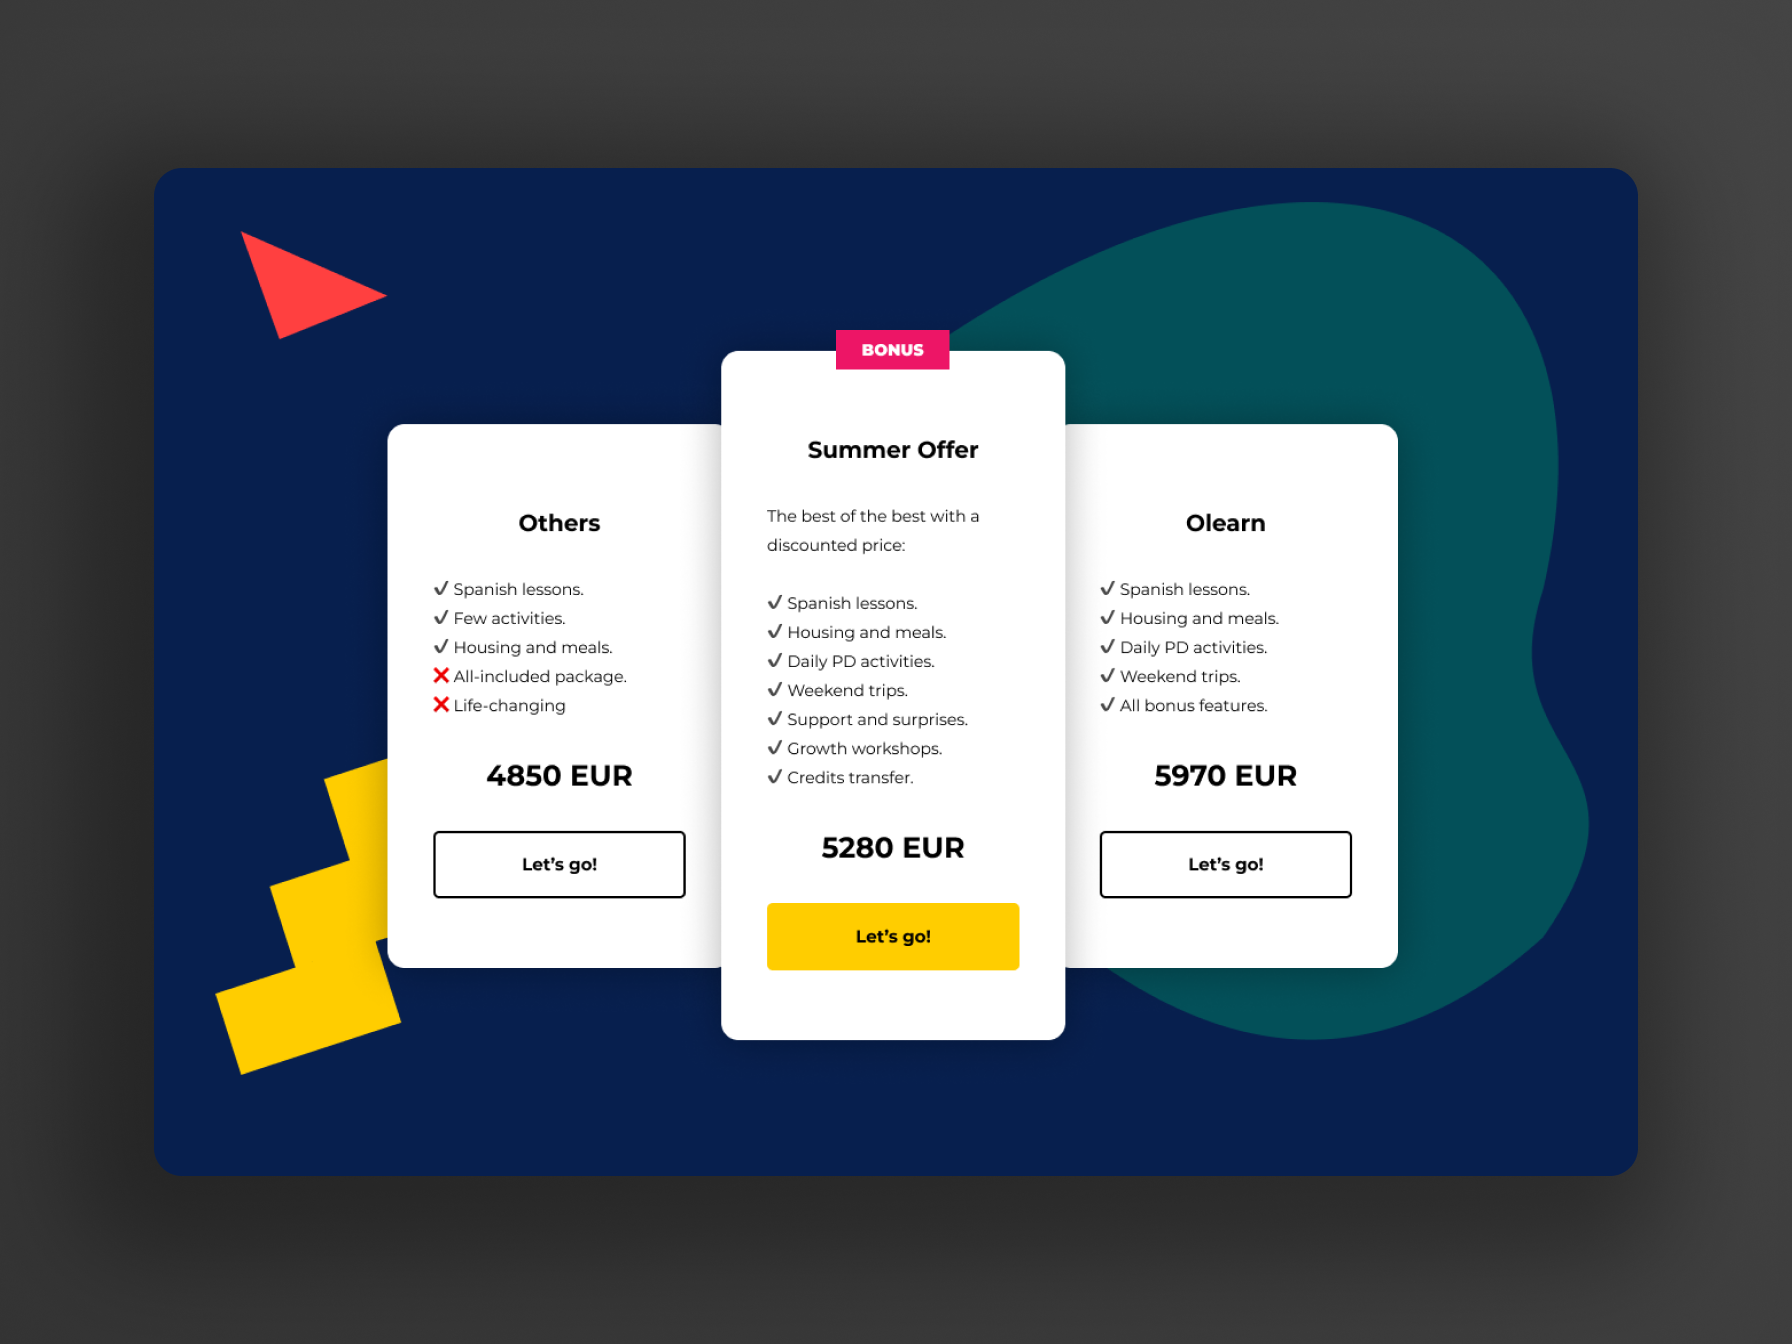 BONUS
Summer Offer
The best of the best with a
discounted price:
✓ Spanish lessons.
✓ Housing and meals.
✓ Daily PD activities.
✓ Weekend trips.
✓ Support and surprises.
✓ Growth workshops.
✓ Credits transfer.
5280 EUR
Let’s go!
Others
✓ Spanish lessons.
✓ Few activities.
✓ Housing and meals.
❌ All-included package.
❌ Life-changing
4850 EUR
Let’s go!
Olearn
✓ Spanish lessons.
✓ Housing and meals.
✓ Daily PD activities.
✓ Weekend trips.
✓ All bonus features.
5970 EUR
Let’s go!